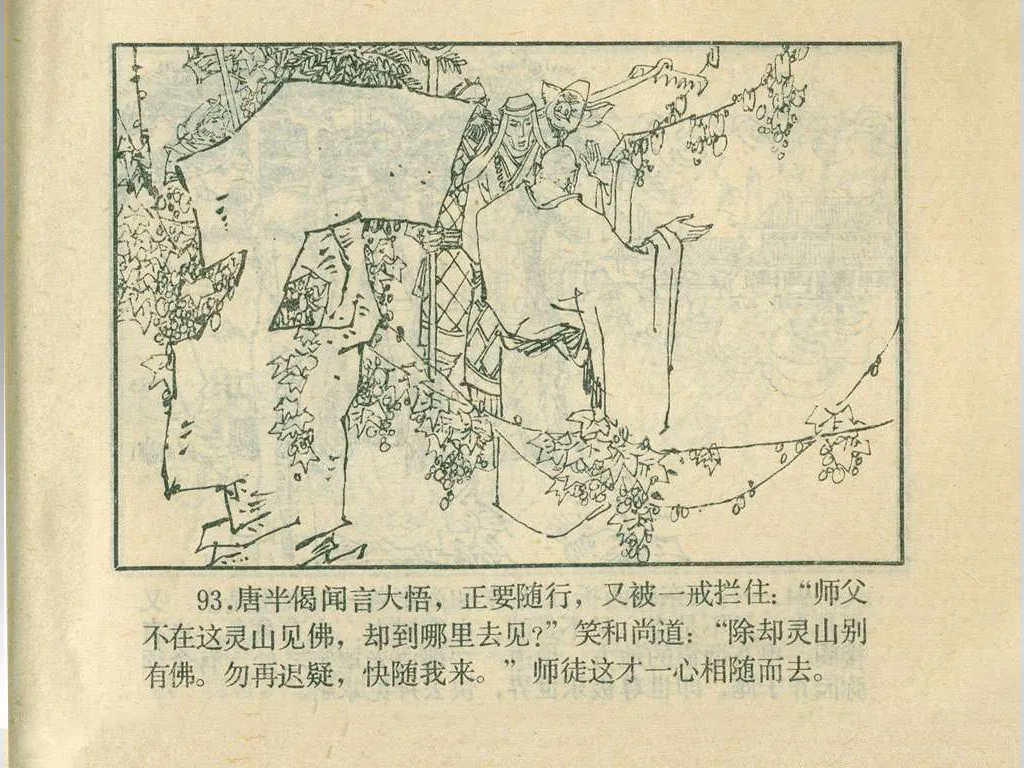 93.唐半偈闻言大悟，正要随行，又被一戒拦住：“师父
不在这灵山见佛，却到哪里去见？”笑和尚道：“除却灵山别
有佛。勿再迟疑，快随我来。”师徒这才一心相随而去。